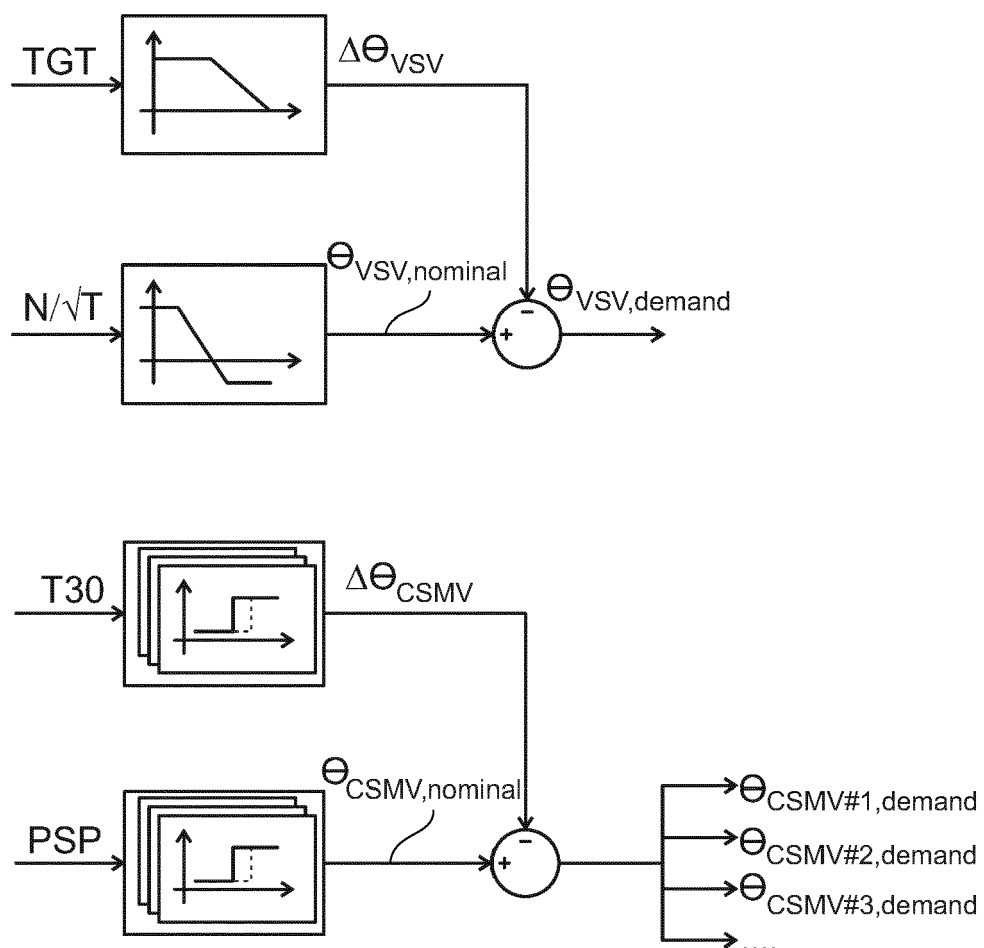 TGT
ΔΘVSV
N/√T
ΘVSV,nominal
+
−
ΘVSV,demand
T30
ΔΘCSMV
PSP
ΘCSMV,nominal
+
−
ΘCSMV#1,demand
ΘCSMV#2,demand
ΘCSMV#3,demand
....